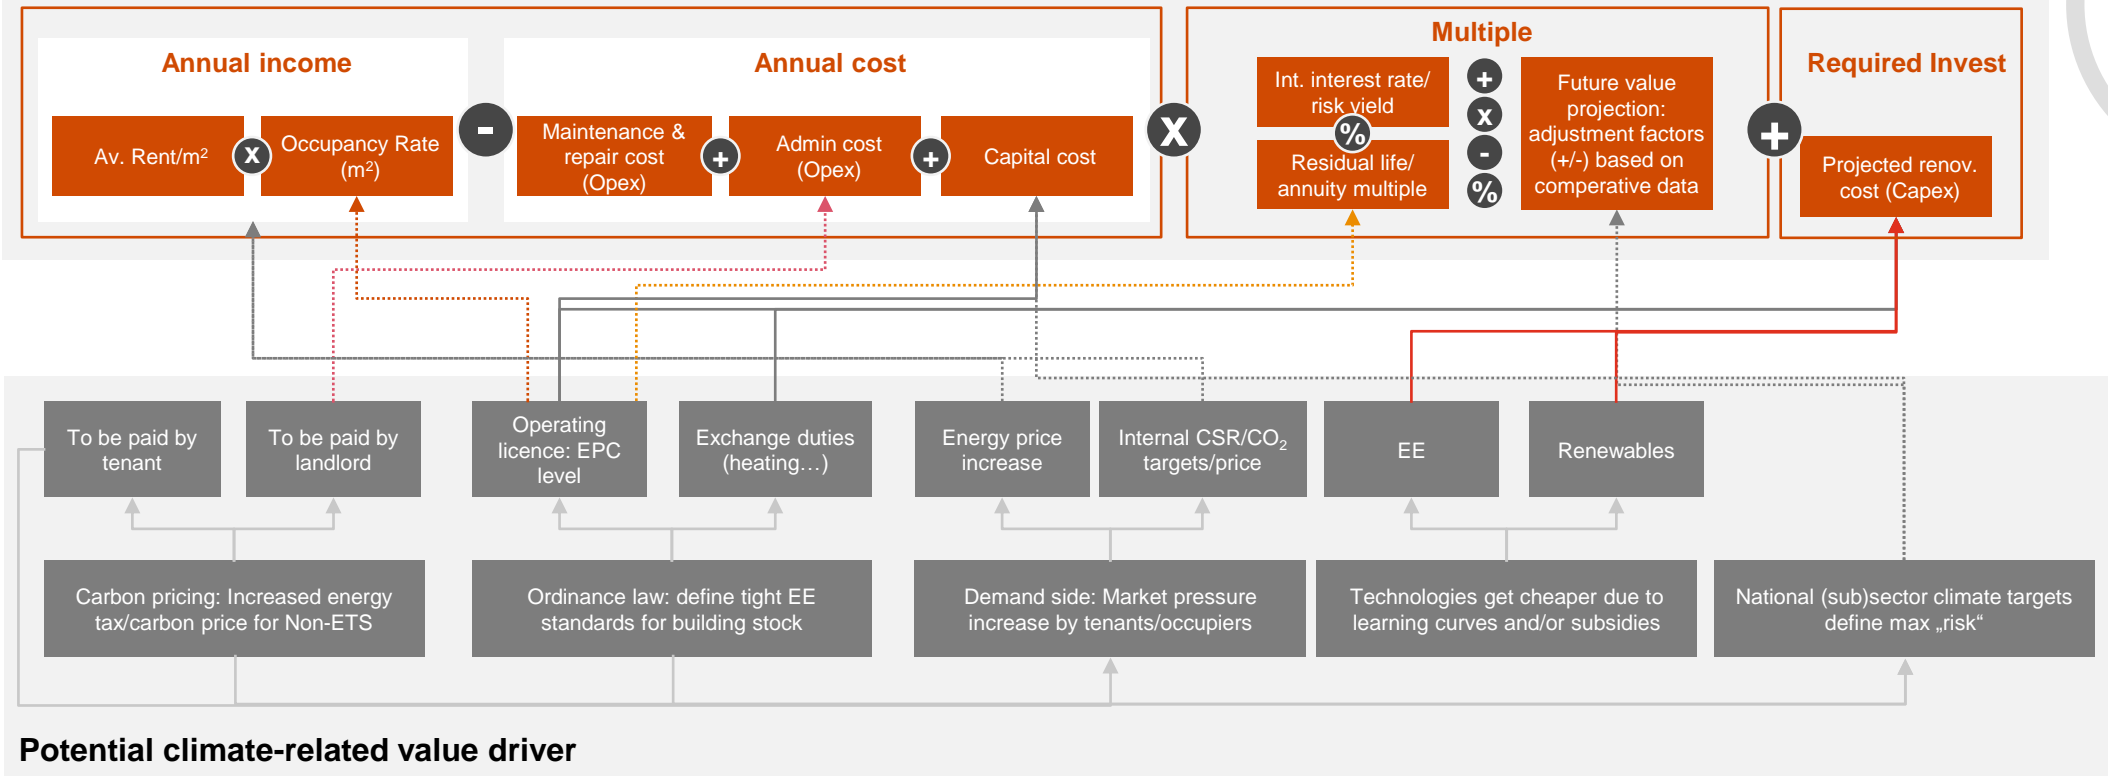 Annual income
Annual cost
Multiple
Required Invest
Av. Rent/m²
x
Occupancy Rate
(m²)
-
Maintenance &
repair cost
(Opex)
+
Admin cost
(Opex)
+
Capital cost
X
Int. interest rate/
risk yield
%
Residual life/
annuity multiple
+
x
-
%
Future value
projection:
adjustment factors
(+/-) based on
comperative data
+
Projected renov.
cost (Capex)
To be paid by
tenant
To be paid by
landlord
Operating
licence: EPC
level
Exchange duties
(heating…)
Energy price
increase
Internal CSR/CO₂
targets/price
EE
Renewables
Carbon pricing: Increased energy
tax/carbon price for Non-ETS
Ordinance law: define tight EE
standards for building stock
Demand side: Market pressure
increase by tenants/occupiers
Technologies get cheaper due to
learning curves and/or subsidies
National (sub)sector climate targets
define max „risk“
Potential climate-related value driver